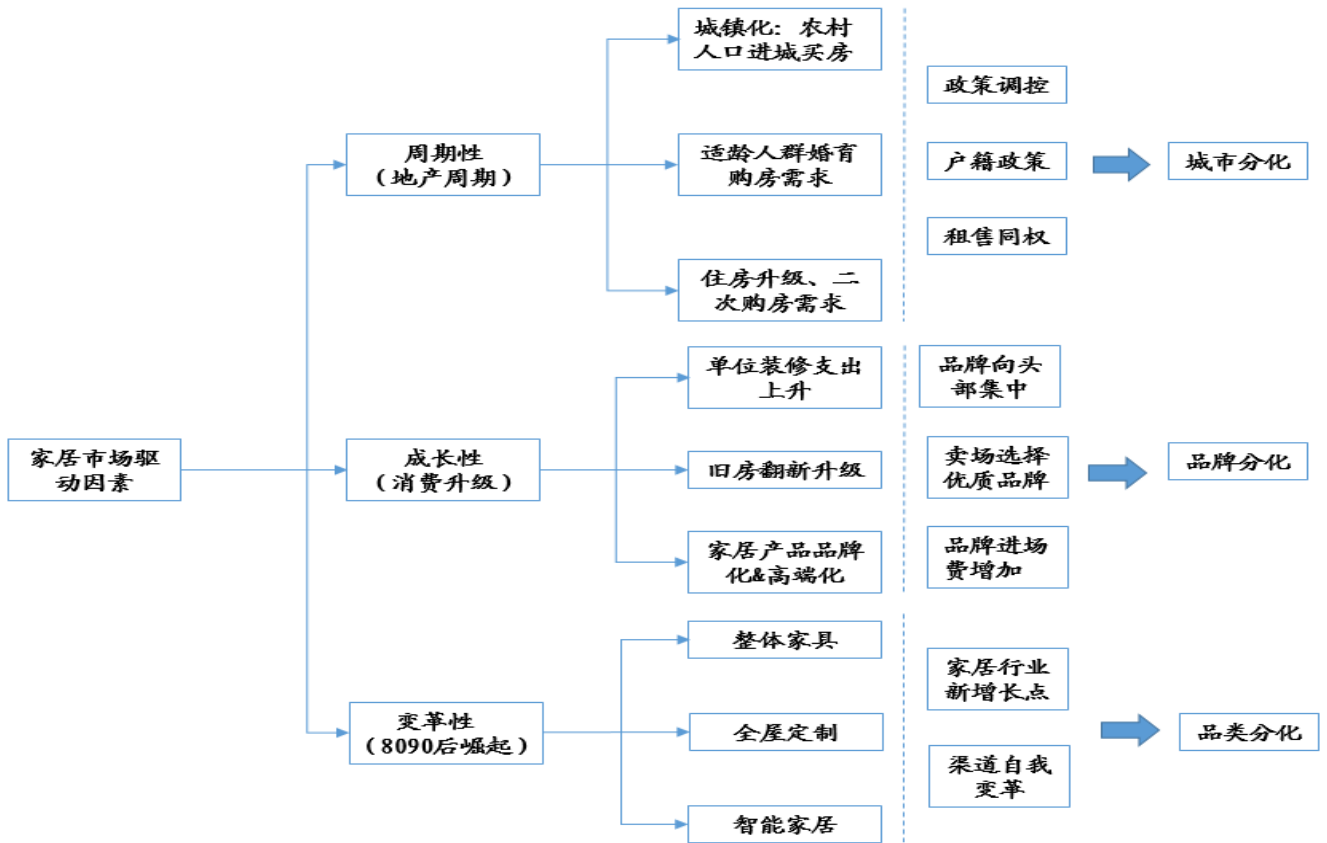 城镇化：农村
人口进城买房
政策调控
周期性
（地产周期）
适龄人群婚育
购房需求
户籍政策
城市分化
租售同权
住房升级、二
次购房需求
单位装修支出
上升
品牌向头
部集中
家居市场驱
动因素
成长性
（消费升级）
旧房翻新升级
卖场选择
优质品牌
品牌分化
家居产品品牌
化&高端化
品牌进场
费增加
整体家具
家居行业
新增长点
变革性
（8090后崛起）
全屋定制
品类分化
渠道自我
变革
智能家居